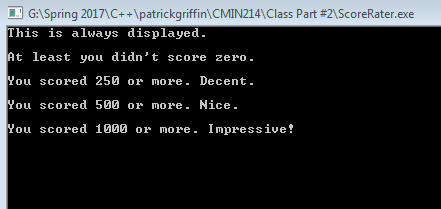 G:\Spring 2017\C++\patrickgriffin\CMIN214\Class Part #2\ScoreRater.exe
This is always displayed.
At least you didn't score zero.
You scored 250 or more. Decent.
You scored 500 or more. Nice.
You scored 1000 or more. Impressive!